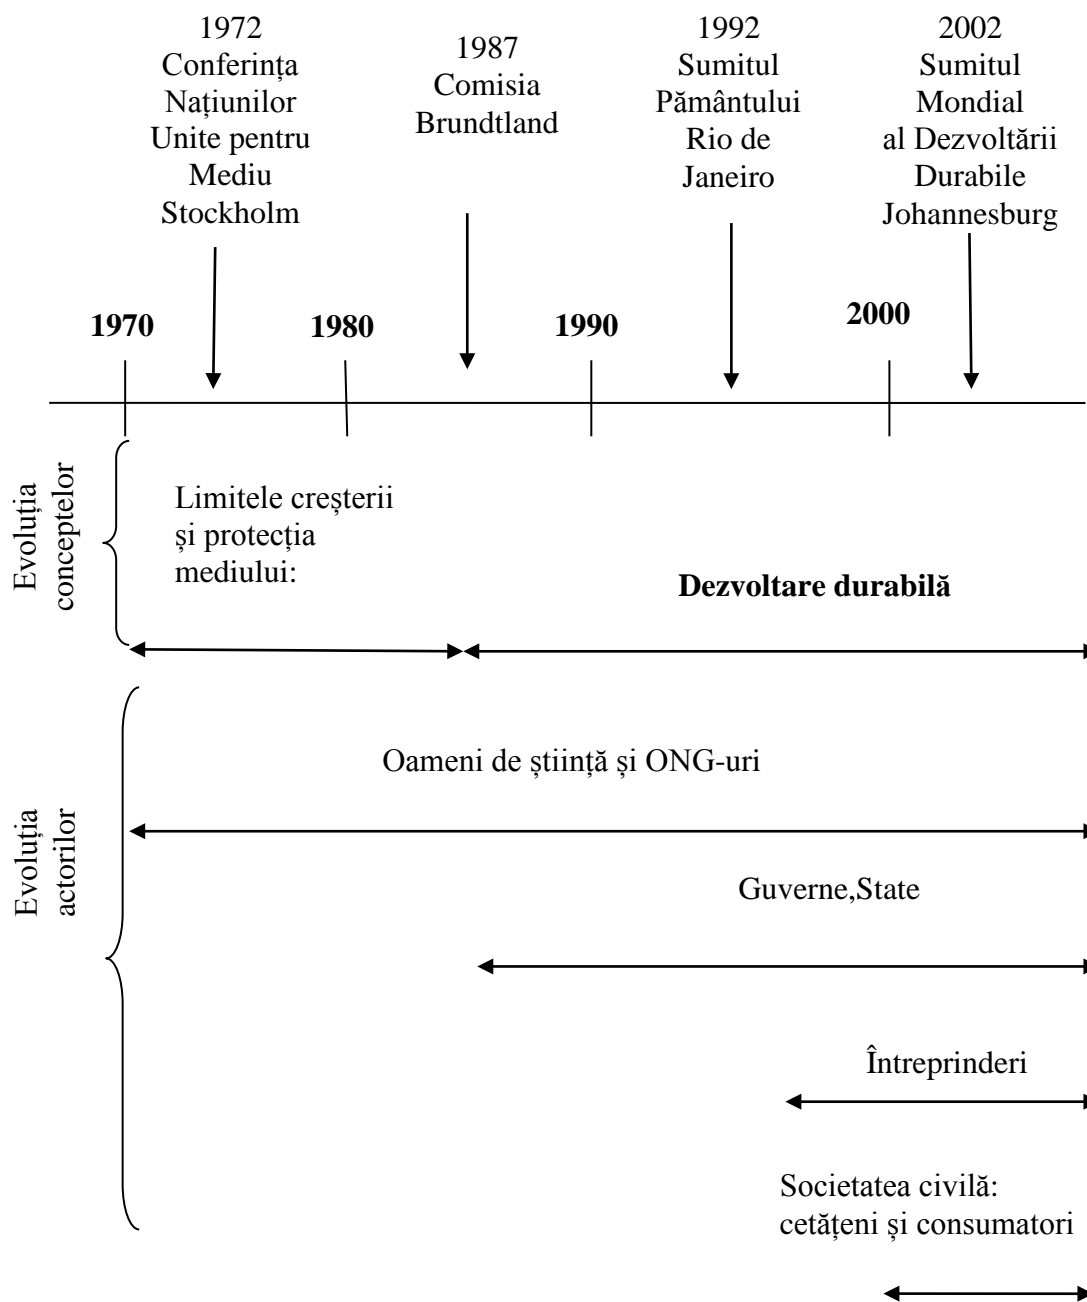 1972
Conferința
Națiunilor
Unite pentru
Mediu
Stockholm
1987
Comisia
Brundtland
1992
Sumitul
Pământului
Rio de
Janeiro
2002
Sumitul
Mondial
al Dezvoltării
Durabile
Johannesburg
1970
1980
1990
2000
Evoluția
conceptelor
Limitele creșterii
și protecția
mediului:
Dezvoltare durabilă
Evoluția
actorilor
Oameni de știință și ONG-uri
Guverne,State
Întreprinderi
Societatea civilă:
cetățeni și consumatori